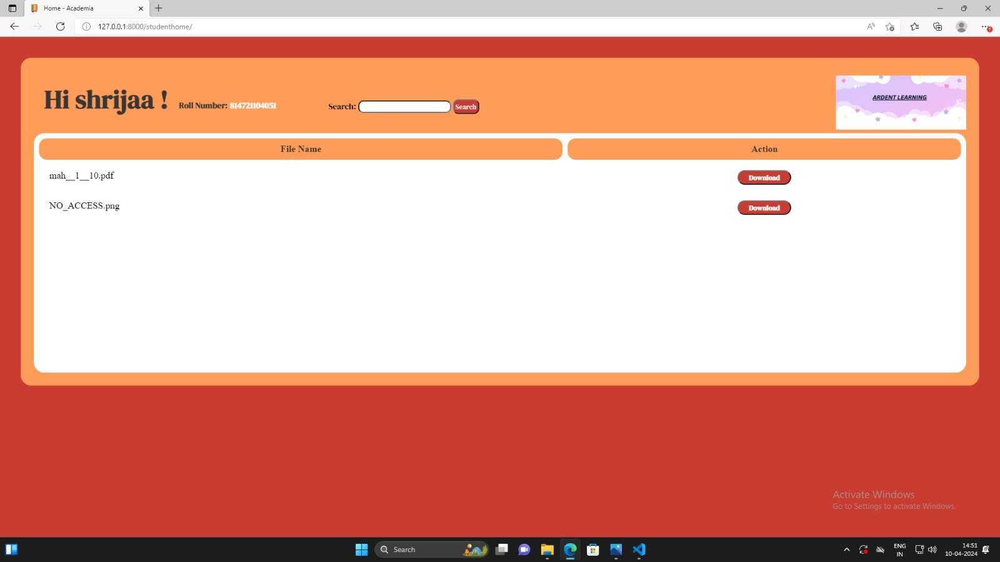 Home - Academia
127.0.0.1:8000/studenthome/
Hi shrijaa !
Roll Number: 814721104051
Search:
Search
ARDENT LEARNING
File Name
Action
mah__1__10.pdf
Download
NO_ACCESS.png
Download
Activate Windows
Go to Settings to activate Windows.
Search
ENG
IN
14:51
10-04-2024